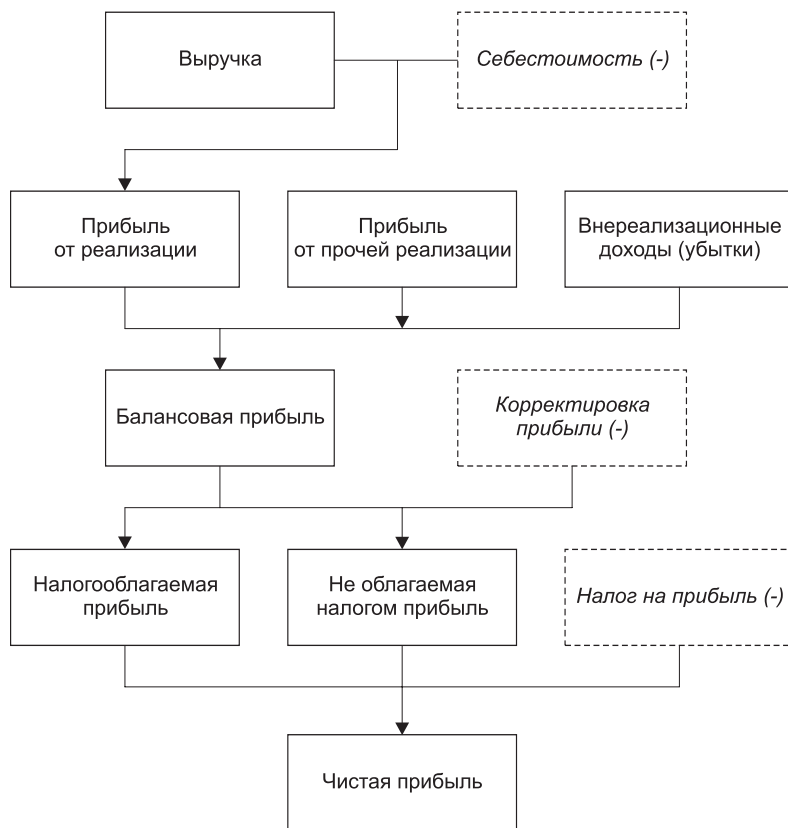 Выручка
Себестоимость (-)
Прибыль
от реализации
Прибыль
от прочей реализации
Внереализационные
доходы (убытки)
Балансовая прибыль
Корректировка
прибыли (-)
Налогооблагаемая
прибыль
Не облагаемая
налогом прибыль
Налог на прибыль (-)
Чистая прибыль